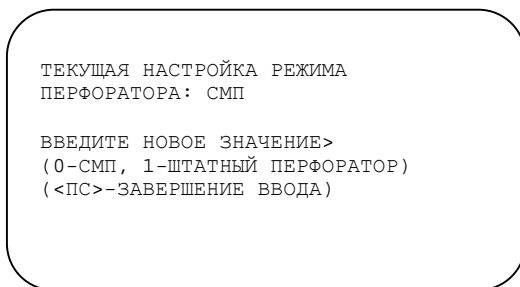 ТЕКУЩАЯ НАСТРОЙКА РЕЖИМА
ПЕРФОРАТОРА: СМП
ВВЕДИТЕ НОВОЕ ЗНАЧЕНИЕ>
(0-СМП, 1-ШТАТНЫЙ ПЕРФОРАТОР)
(<ПС>-ЗАВЕРШЕНИЕ ВВОДА)